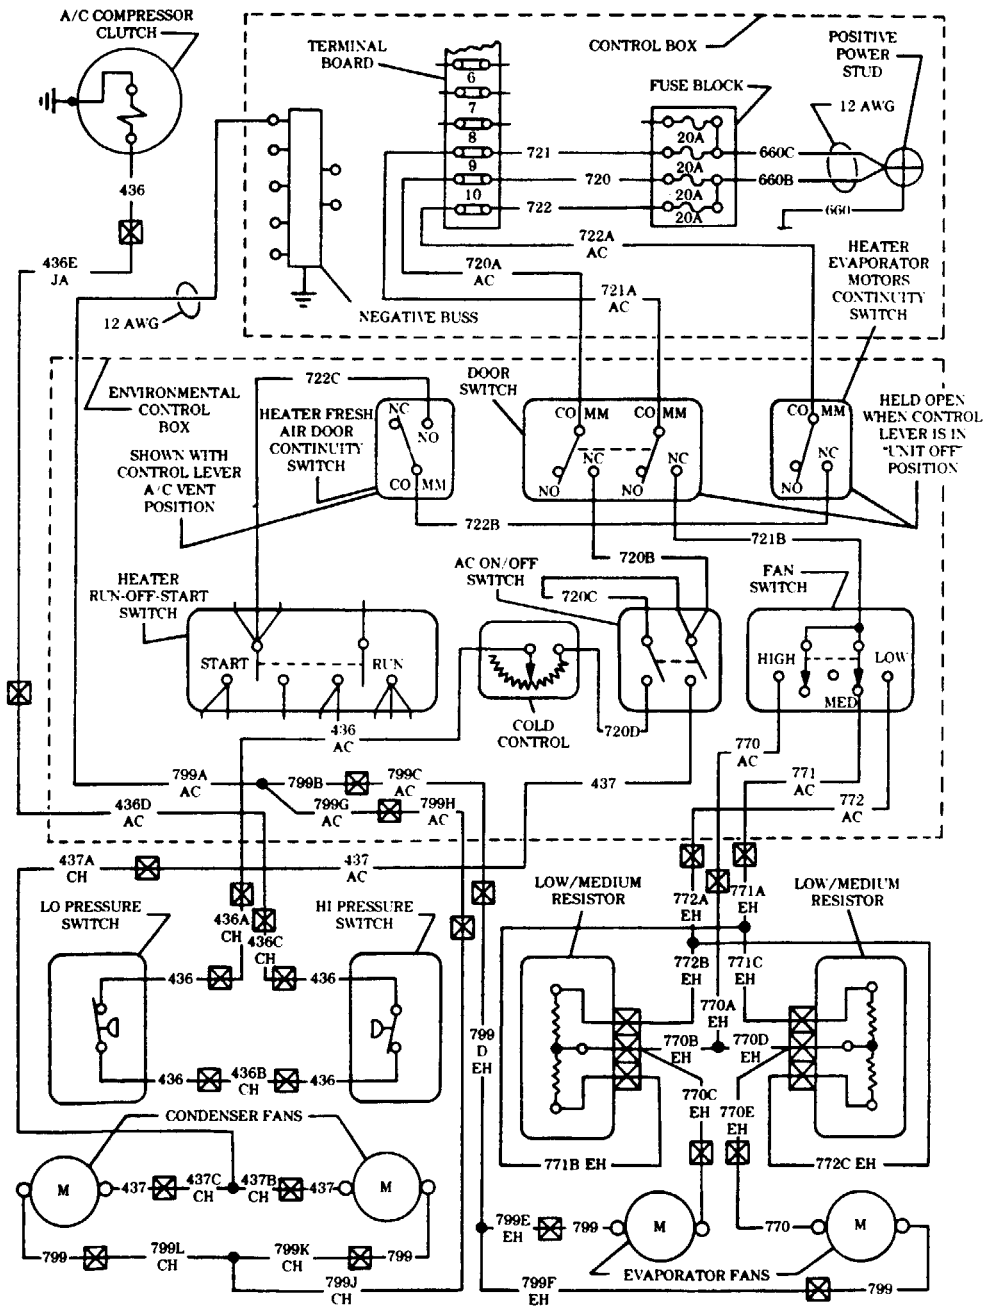 A/C COMPRESSOR
CLUTCH
TERMINAL
BOARD
CONTROL BOX
POSITIVE
POWER
STUD
6
7
8
9
10
FUSE BLOCK
12 AWG
20A
20A
20A
20A
721
720
722
660C
660B
660
436
436E
JA
12 AWG
NEGATIVE BUSS
720A
AC
721A
AC
722A
AC
HEATER
EVAPORATOR
MOTORS
CONTINUITY
SWITCH
ENVIRONMENTAL
CONTROL
BOX
722C
HEATER FRESH
AIR DOOR
CONTINUITY
SWITCH
NC
NO
CO MM
DOOR
SWITCH
CO MM
CO MM
NC
NC
NO
NO
CO MM
NC
NO
HELD OPEN
WHEN CONTROL
LEVER IS IN
"UNIT OFF"
POSITION
SHOWN WITH
CONTROL LEVER
A/C VENT
POSITION
722B
721B
720B
HEATER
RUN-OFF-START
SWITCH
AC ON/OFF
SWITCH
720C
FAN
SWITCH
START
RUN
HIGH
LOW
MED
COLD
CONTROL
720D
436
AC
770
AC
771
AC
772
AC
799A
AC
799B
799C
AC
799G
AC
799H
AC
437
436D
AC
437A
CH
437
AC
LO PRESSURE
SWITCH
436A
CH
436C
CH
HI PRESSURE
SWITCH
LOW/MEDIUM
RESISTOR
772A
EH
771A
EH
LOW/MEDIUM
RESISTOR
436
436
772B
EH
771C
EH
770A
EH
770B
EH
770D
EH
799
D
EH
436
436B
CH
436
770C
EH
770E
EH
CONDENSER FANS
771B EH
772C EH
M
437
437C
CH
437B
CH
437
M
799
799L
CH
799K
CH
799
799J
CH
799E
EH
799
M
770
M
EVAPORATOR FANS
799F
EH
799